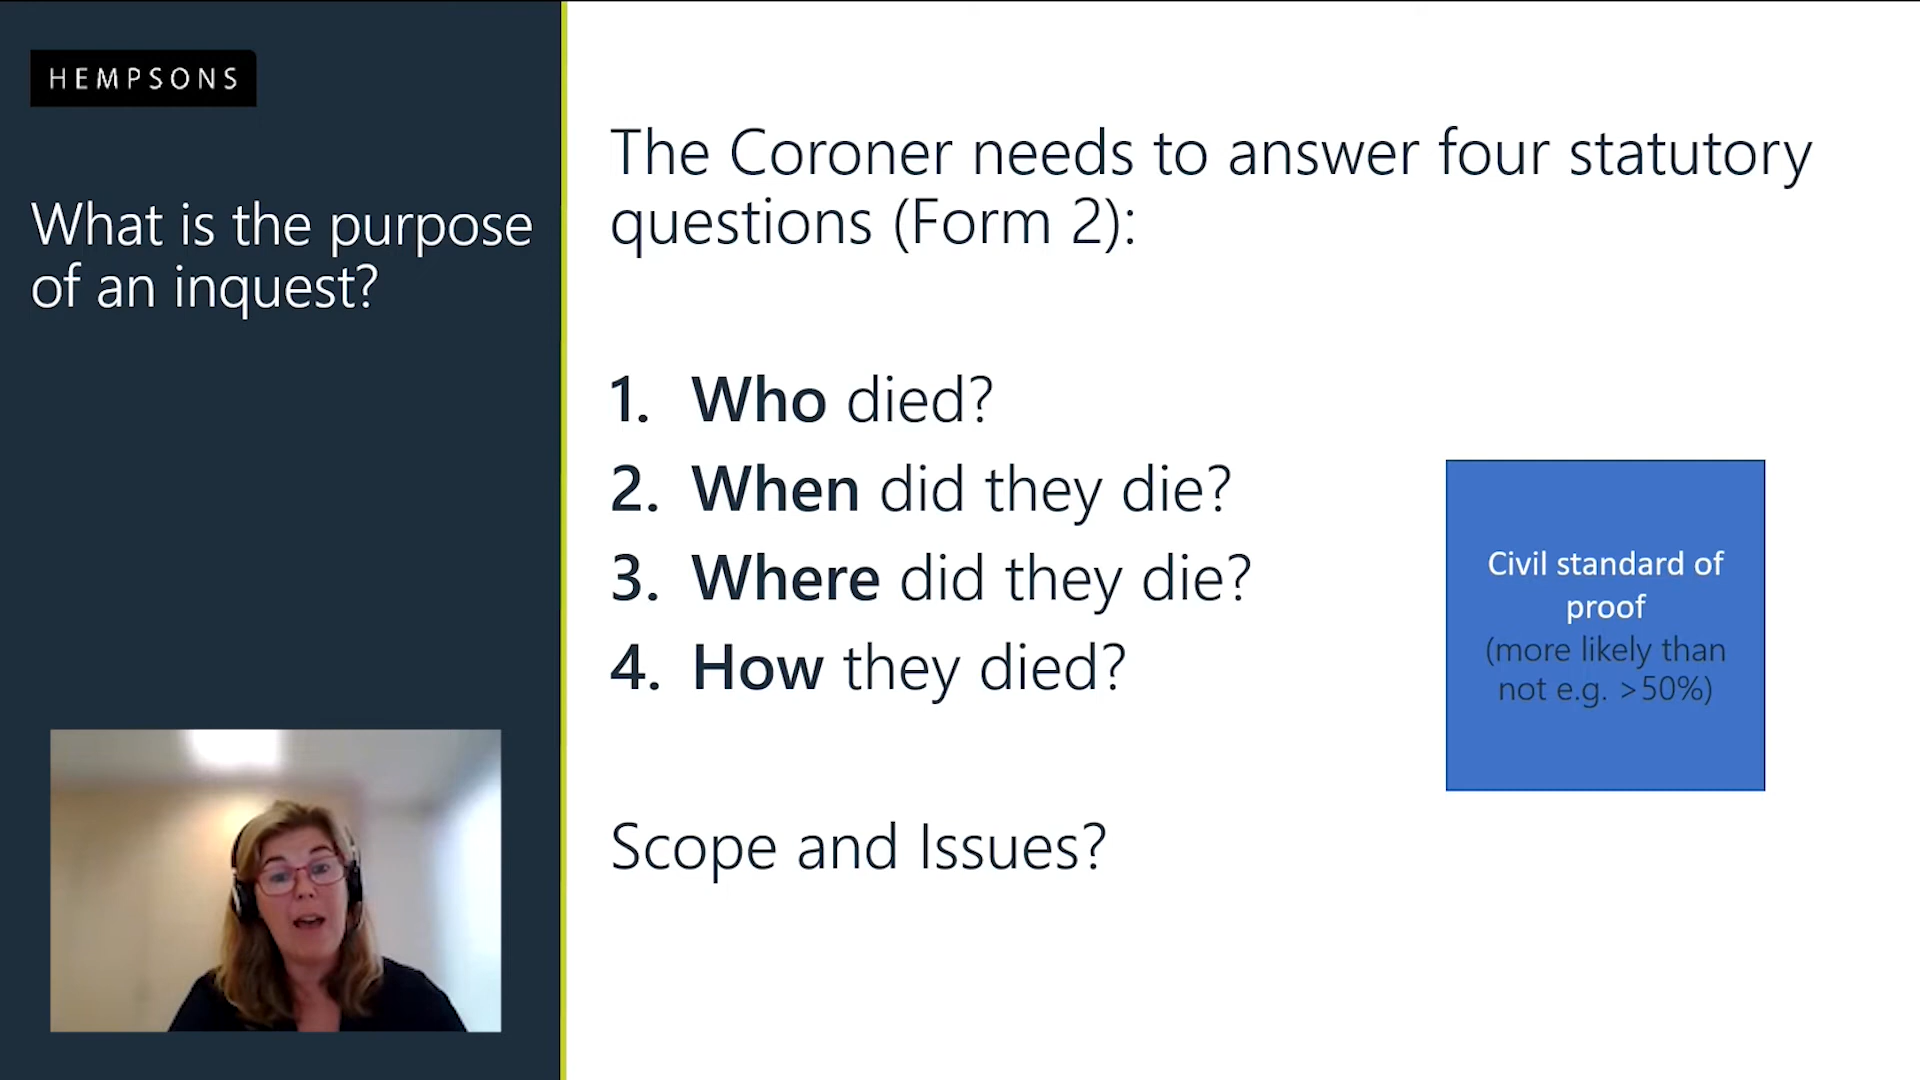 HEMPSONS
What is the purpose
of an inquest?
The Coroner needs to answer four statutory
questions (Form 2):
1. Who died?
2. When did they die?
3. Where did they die?
4. How they died?
Scope and Issues?
Civil standard of
proof
(more likely than
not e.g. >50%)